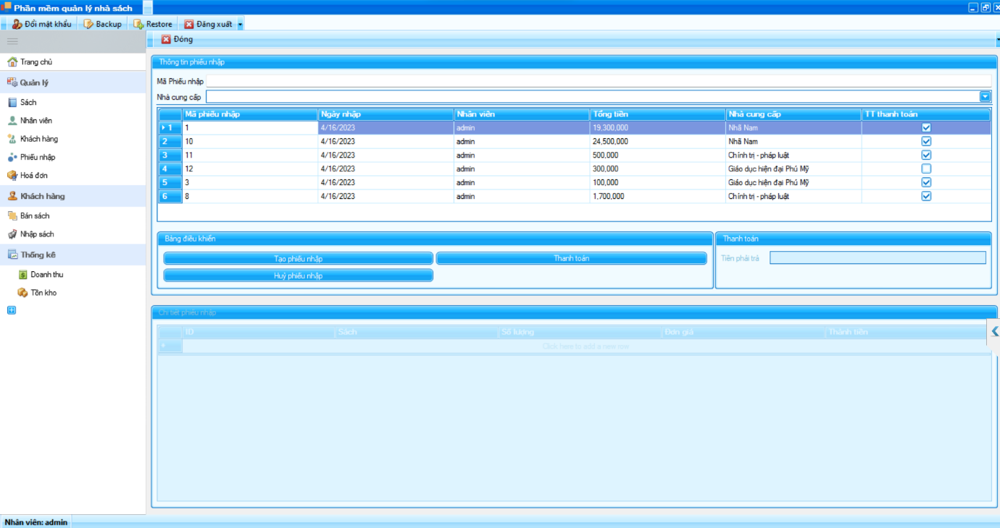 Phần mềm quản lý nhà sách
Đổi mật khẩu Backup Restore Đăng xuất
Đóng
Trang chủ
Quản lý
Sách
Nhân viên
Khách hàng
Phiếu nhập
Hoá đơn
Khách hàng
Bán sách
Nhập sách
Thống kê
Doanh thu
Tồn kho
Thông tin phiếu nhập
Mã Phiếu nhập
Nhà cung cấp
Mã phiếu nhập Ngày nhập Nhân viên Tổng tiền Nhà cung cấp TT thanh toán
1 1 4/16/2023 admin 19,300,000 Nhã Nam
2 10 4/16/2023 admin 24,500,000 Nhã Nam
3 11 4/16/2023 admin 500,000 Chính trị - pháp luật
4 12 4/16/2023 admin 300,000 Giáo dục hiện đại Phú Mỹ
5 3 4/16/2023 admin 100,000 Giáo dục hiện đại Phú Mỹ
6 8 4/16/2023 admin 1,700,000 Chính trị - pháp luật
Bảng điều khiển
Tạo phiếu nhập Thanh toán
Huỷ phiếu nhập
Thanh toán
Tiền phải trả
Chi tiết phiếu nhập
ID Sách Số lượng Đơn giá Thành tiền
* Click here to add a new row
Nhân viên: admin